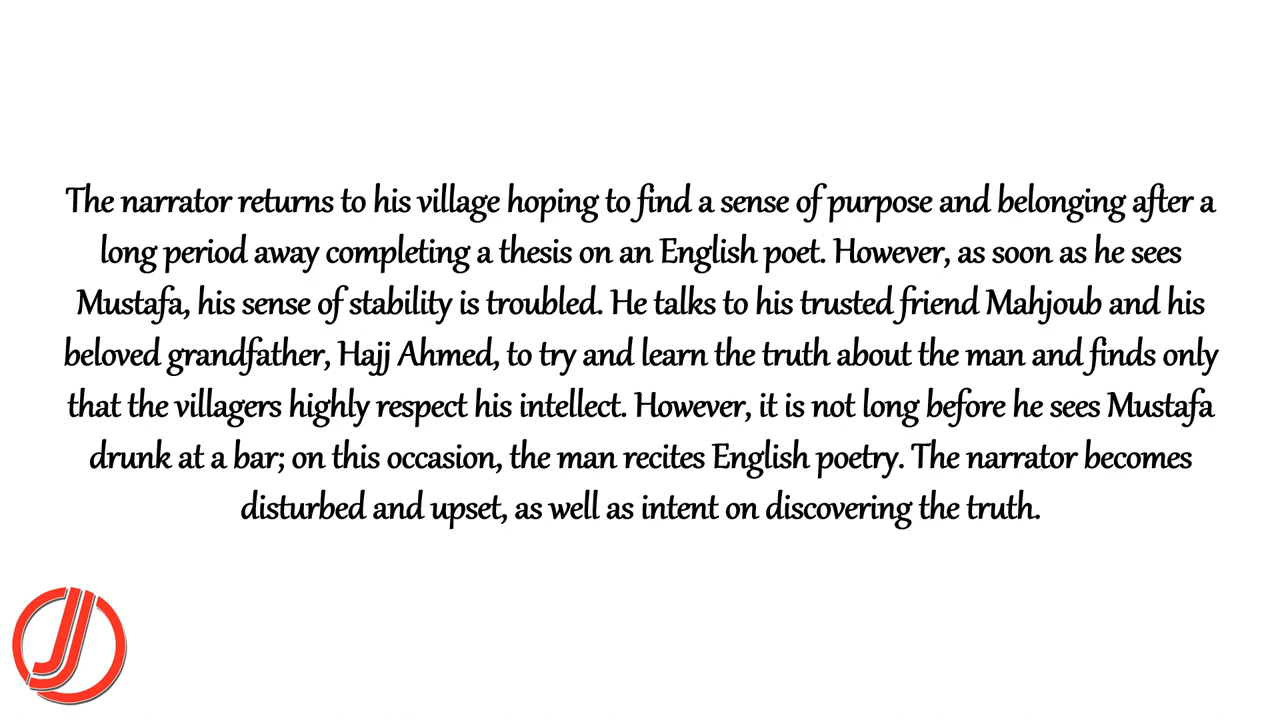 The narrator returns to his village hoping to find a sense of purpose and belonging after a
long period away completing a thesis on an English poet. However, as soon as he sees
Mustafa, his sense of stability is troubled. He talks to his trusted friend Mahjoub and his
beloved grandfather, Hajj Ahmed, to try and learn the truth about the man and finds only
that the villagers highly respect his intellect. However, it is not long before he sees Mustafa
drunk at a bar; on this occasion, the man recites English poetry. The narrator becomes
disturbed and upset, as well as intent on discovering the truth.